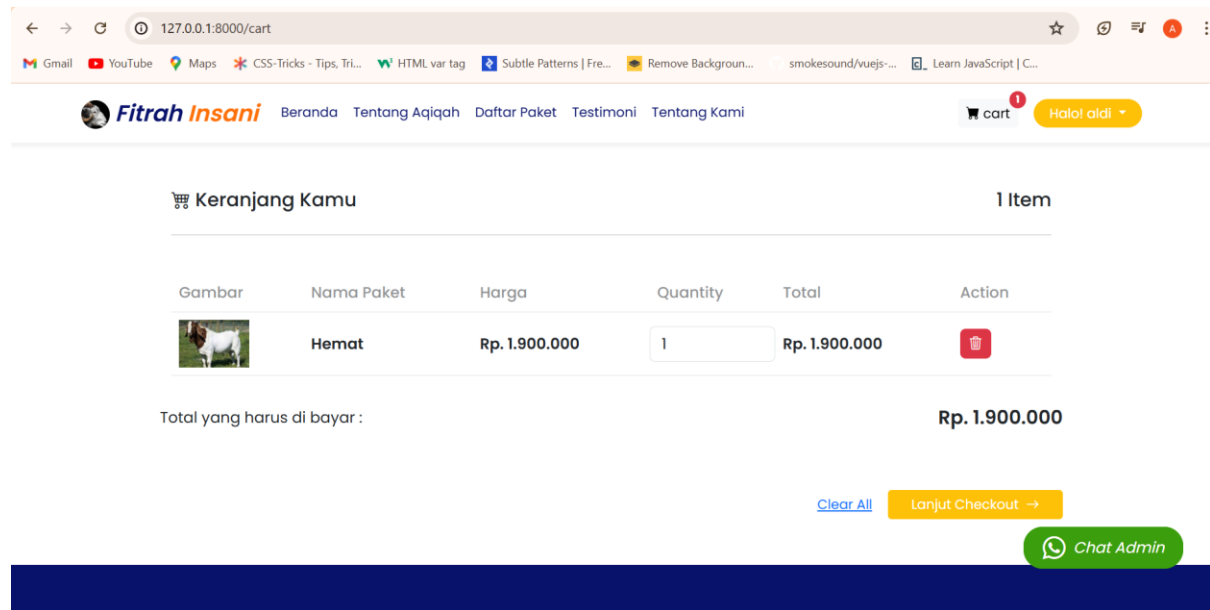 127.0.0.1:8000/cart
Gmail YouTube Maps CSS-Tricks - Tips, Tri... HTML var tag Subtle Patterns | Fre... Remove Backgroun... smokesound/vuejs-... Learn JavaScript | C...
Fitrah Insani Beranda Tentang Aqiqah Daftar Paket Testimoni Tentang Kami cart 1 Halo! aldi
Keranjang Kamu 1 Item
Gambar Nama Paket Harga Quantity Total Action
Hemat Rp. 1.900.000 1 Rp. 1.900.000
Total yang harus di bayar : Rp. 1.900.000
Clear All Lanjut Checkout →
Chat Admin